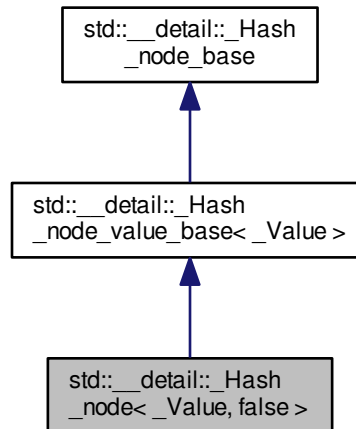 std::__detail::_Hash
_node_base
std::__detail::_Hash
_node_value_base< _Value >
std::__detail::_Hash
_node< _Value, false >